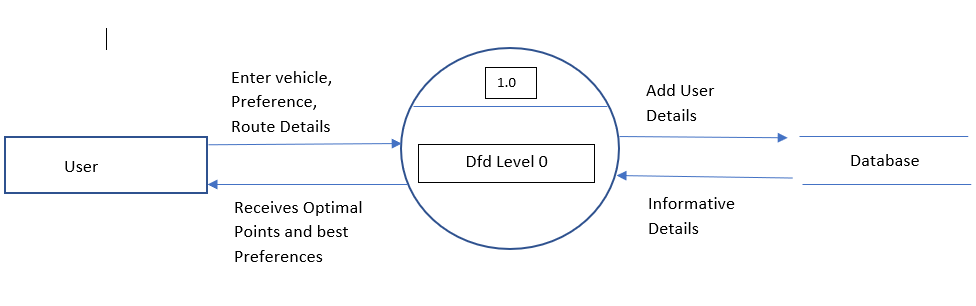 Enter vehicle,
Preference,
Route Details
User
Receives Optimal
Points and best
Preferences
1.0
Dfd Level 0
Add User
Details
Database
Informative
Details